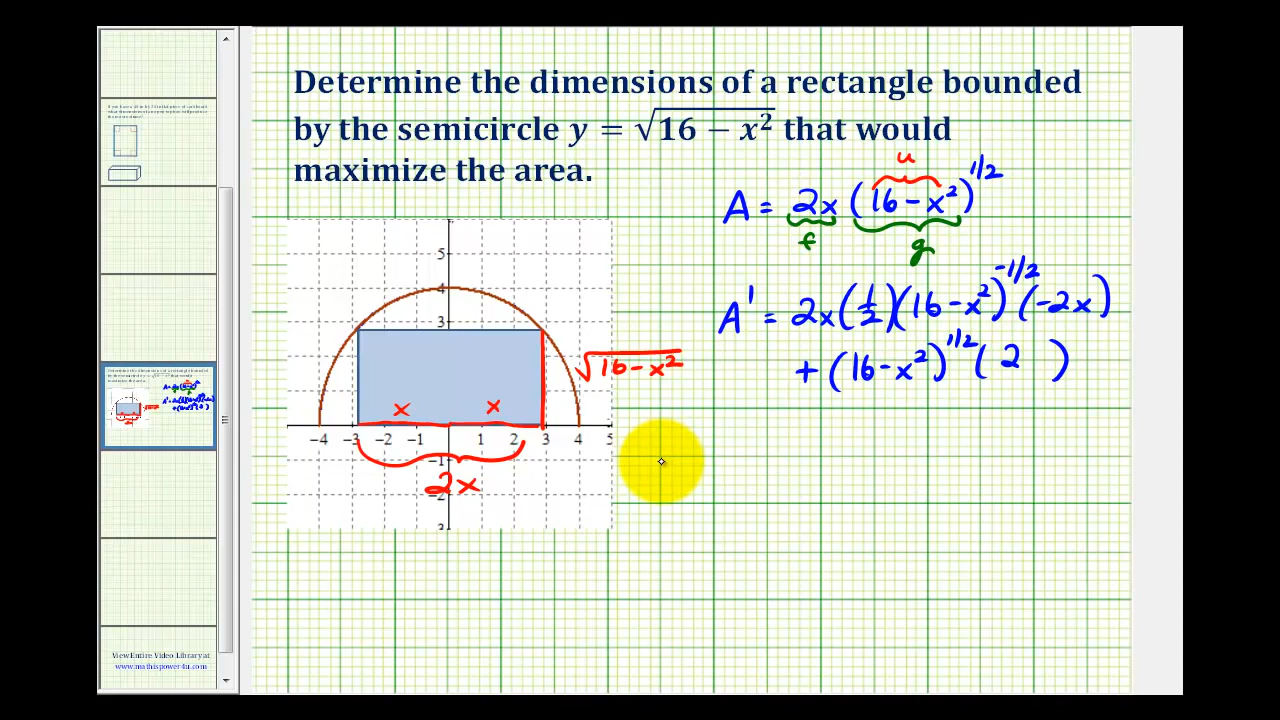 Determine the dimensions of a rectangle bounded
by the semicircle y = √(16 − x²) that would
maximize the area.
u
A = 2x (16 − x²)^1/2
f
g
A' = 2x(1/2)(16 − x²)^-1/2 (−2x)
+ (16 − x²)^1/2 (2 )
5
4
3
√(16 − x²)
x x
−4 −3 −2 −1 1 2 3 4 5
−1
2x
−2
3
View Entire Video Library at
www.mathispower4u.com